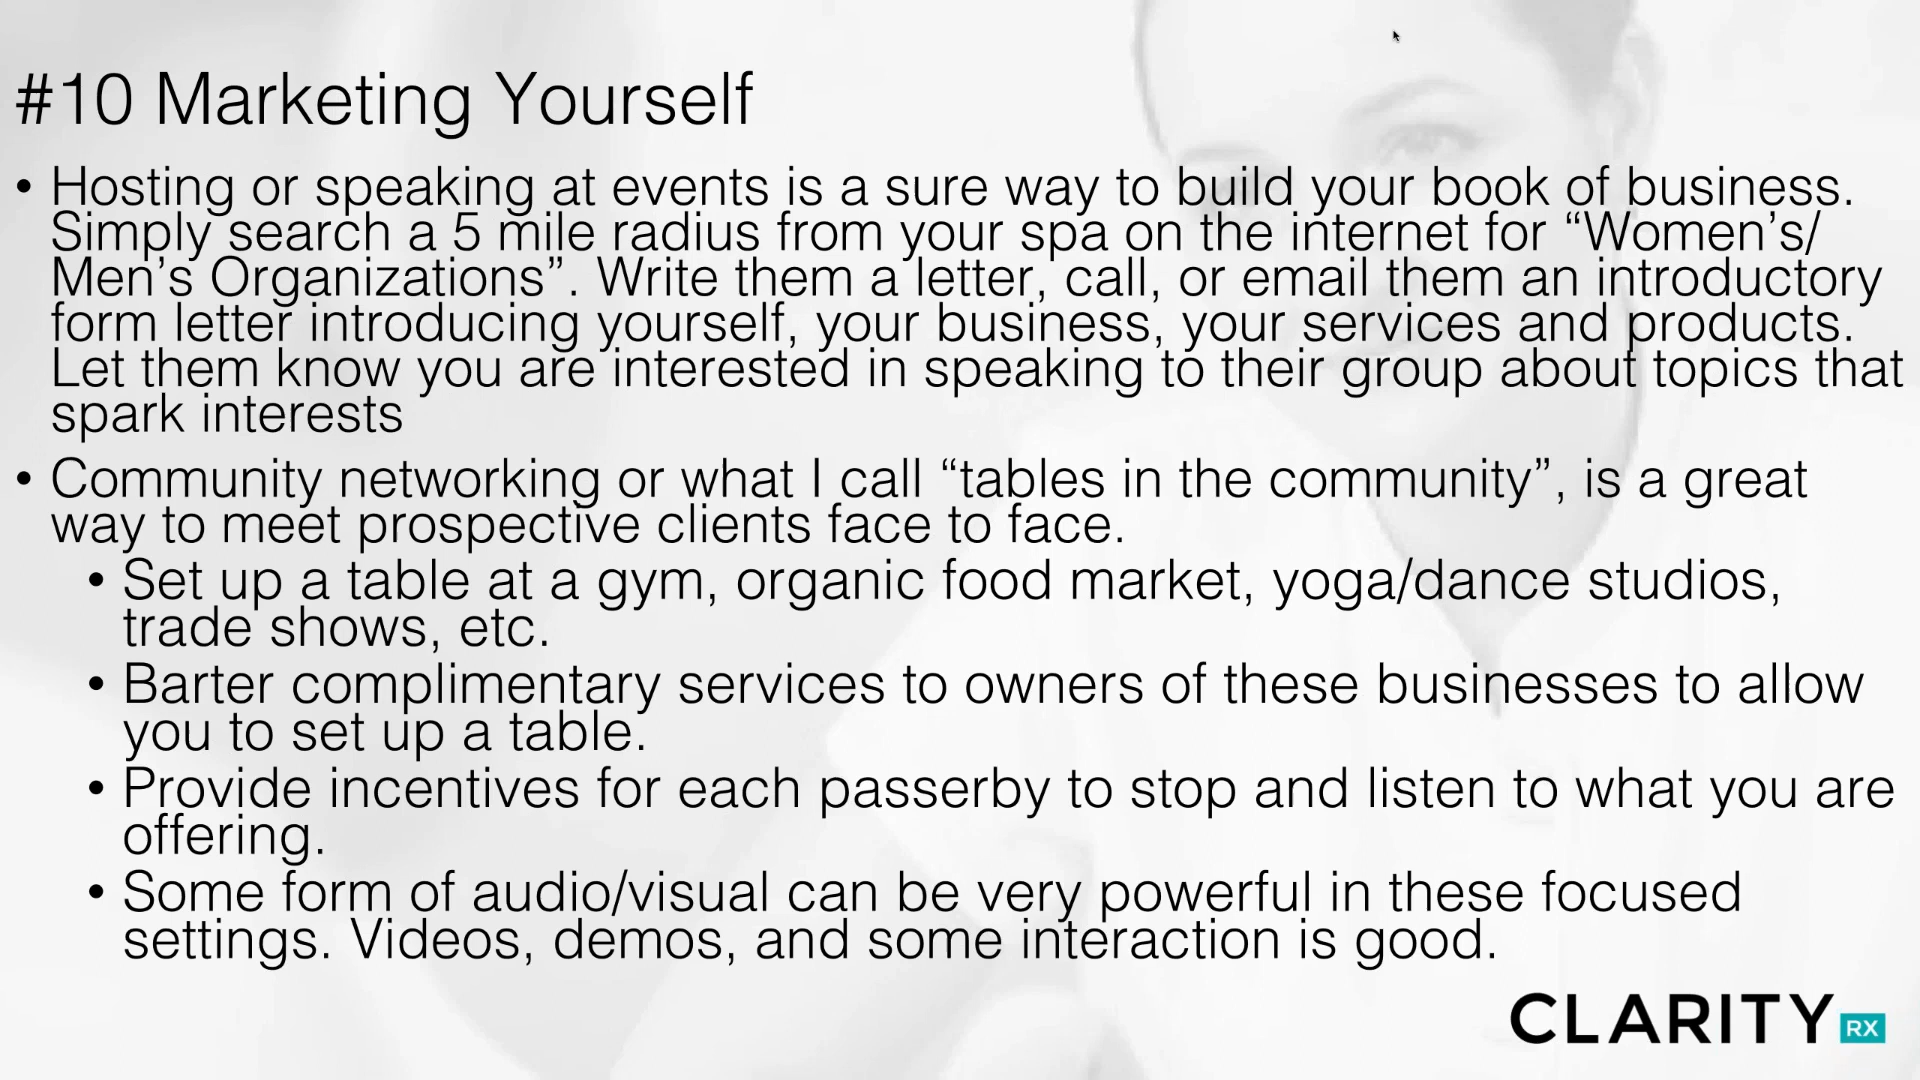 #10 Marketing Yourself
• Hosting or speaking at events is a sure way to build your book of business.
Simply search a 5 mile radius from your spa on the internet for “Women’s/
Men’s Organizations”. Write them a letter, call, or email them an introductory
form letter introducing yourself, your business, your services and products.
Let them know you are interested in speaking to their group about topics that
spark interests
• Community networking or what I call “tables in the community”, is a great
way to meet prospective clients face to face.
• Set up a table at a gym, organic food market, yoga/dance studios,
trade shows, etc.
• Barter complimentary services to owners of these businesses to allow
you to set up a table.
• Provide incentives for each passerby to stop and listen to what you are
offering.
• Some form of audio/visual can be very powerful in these focused
settings. Videos, demos, and some interaction is good.
CLARITY RX